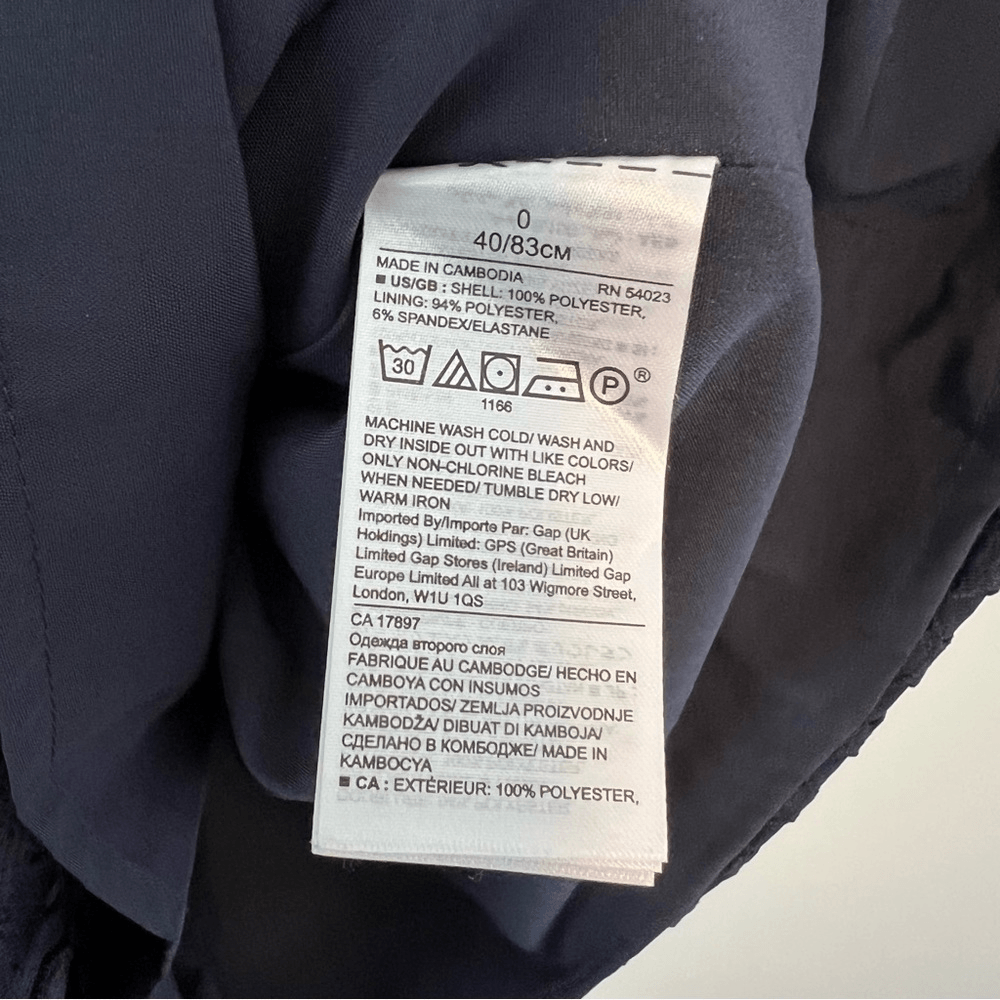 0
40/83CM
MADE IN CAMBODIA RN 54023
US/GB : SHELL: 100% POLYESTER,
LINING: 94% POLYESTER,
6% SPANDEX/ELASTANE
30 P ®
1166
MACHINE WASH COLD/ WASH AND
DRY INSIDE OUT WITH LIKE COLORS/
ONLY NON-CHLORINE BLEACH
WHEN NEEDED/ TUMBLE DRY LOW/
WARM IRON
Imported By/Importe Par: Gap (UK
Holdings) Limited: GPS (Great Britain)
Limited Gap Stores (Ireland) Limited Gap
Europe Limited All at 103 Wigmore Street,
London, W1U 1QS
CA 17897
Одежда второго слоя
FABRIQUE AU CAMBODGE/ HECHO EN
CAMBOYA CON INSUMOS
IMPORTADOS/ ZEMLJA PROIZVODNJE
KAMBODŽA/ DIBUAT DI KAMBOJA/
СДЕЛАНО В КОМБОДЖЕ/ MADE IN
KAMBOÇYA
CA : EXTÉRIEUR: 100% POLYESTER,